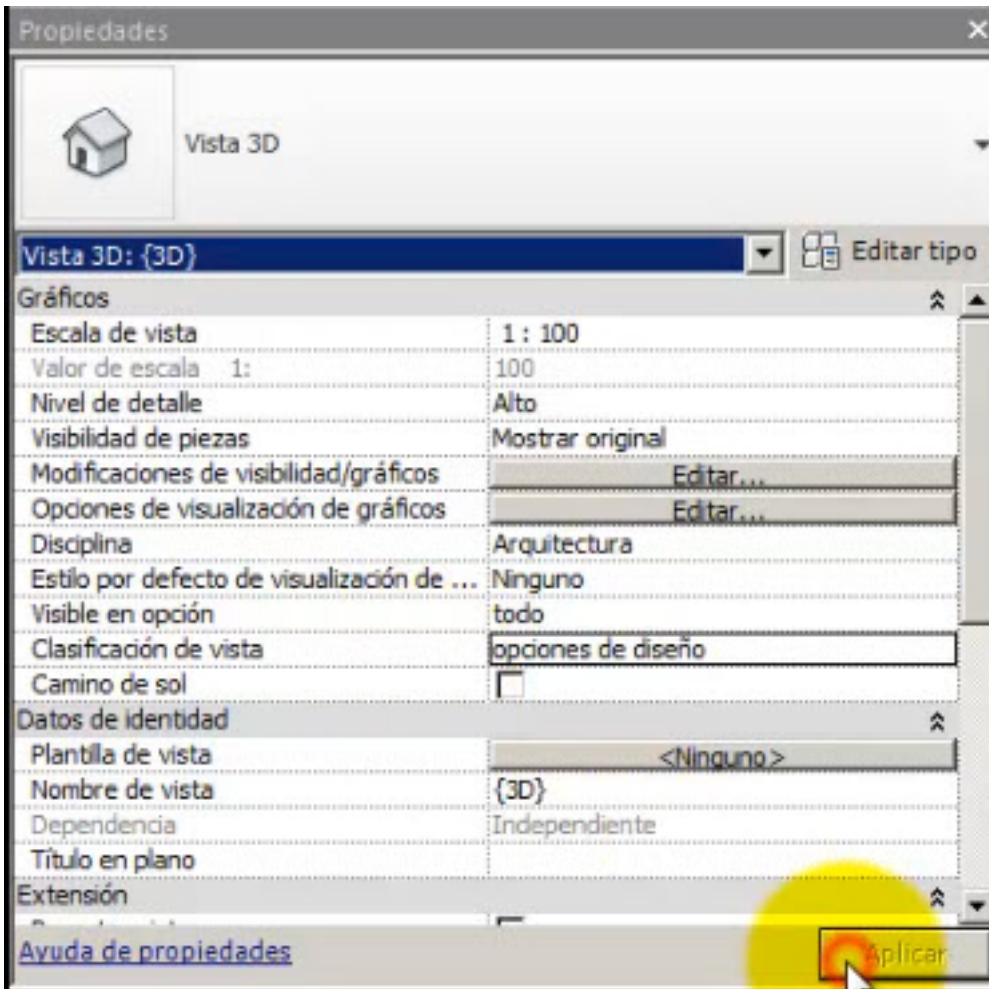 Propiedades
Vista 3D
Vista 3D: {3D} Editar tipo
Gráficos
Escala de vista 1 : 100
Valor de escala 1: 100
Nivel de detalle Alto
Visibilidad de piezas Mostrar original
Modificaciones de visibilidad/gráficos Editar...
Opciones de visualización de gráficos Editar...
Disciplina Arquitectura
Estilo por defecto de visualización de ... Ninguno
Visible en opción todo
Clasificación de vista opciones de diseño
Camino de sol
Datos de identidad
Plantilla de vista <Ninguno>
Nombre de vista {3D}
Dependencia Independiente
Título en plano
Extensión
Ayuda de propiedades Aplicar